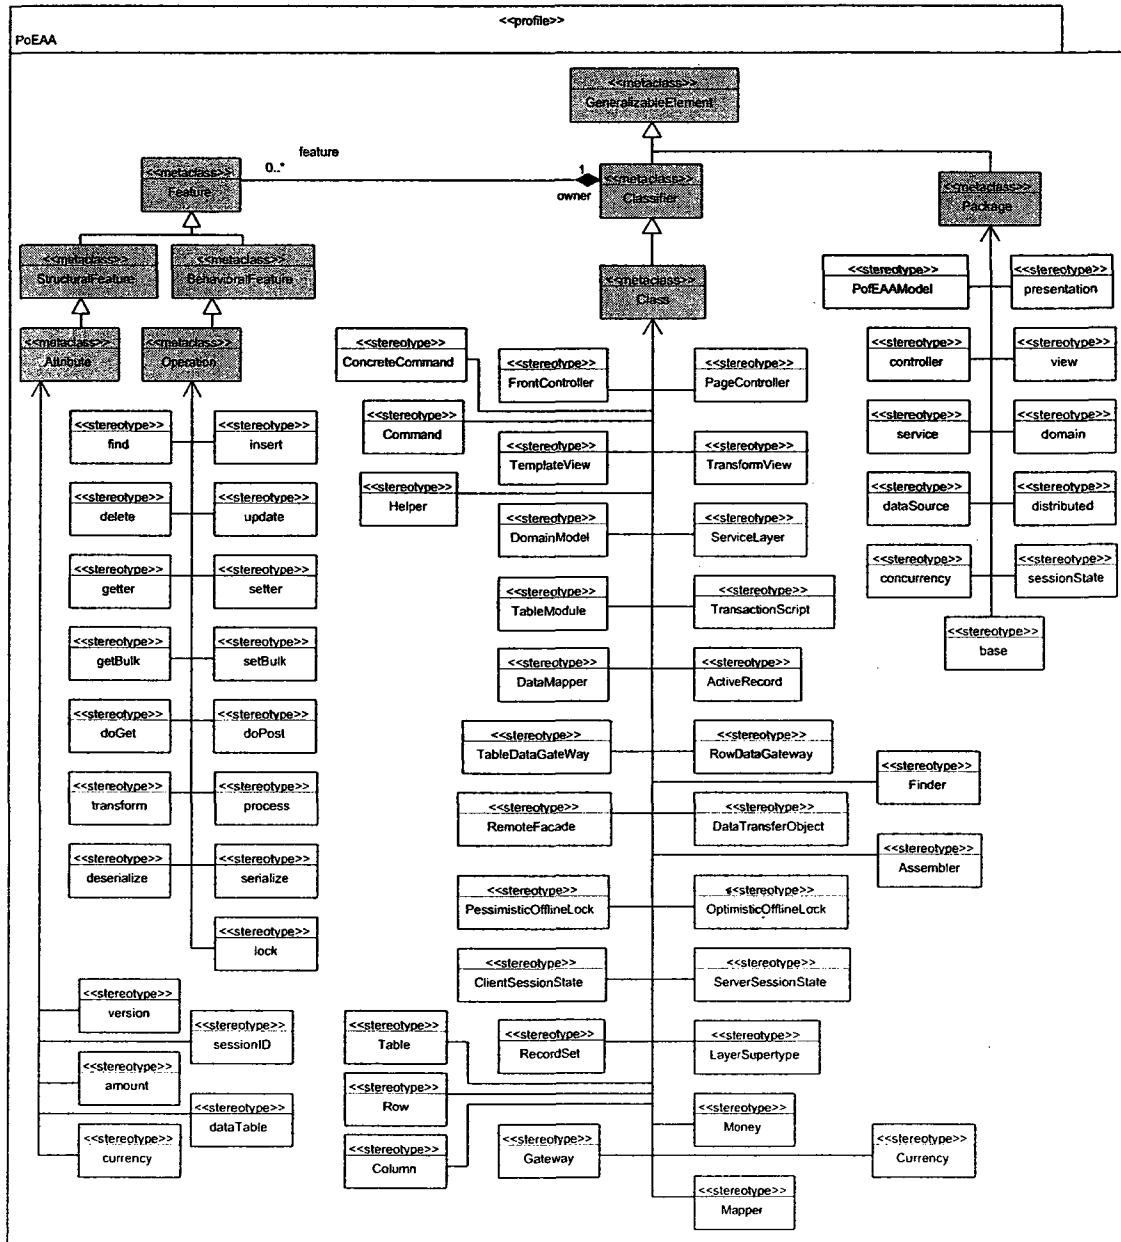 <<profile>>
PoEAA
<<metaclass>>
GeneralizableElement
feature
0..*
1
owner
<<metaclass>>
Feature
<<metaclass>>
Classifier
<<metaclass>>
Package
<<metaclass>>
StructuralFeature
<<metaclass>>
BehavioralFeature
<<metaclass>>
Class
<<metaclass>>
Attribute
<<metaclass>>
Operation
<<stereotype>>
PofEAAModel
<<stereotype>>
presentation
<<stereotype>>
controller
<<stereotype>>
view
<<stereotype>>
service
<<stereotype>>
domain
<<stereotype>>
dataSource
<<stereotype>>
distributed
<<stereotype>>
concurrency
<<stereotype>>
sessionState
<<stereotype>>
base
<<stereotype>>
ConcreteCommand
<<stereotype>>
FrontController
<<stereotype>>
PageController
<<stereotype>>
Command
<<stereotype>>
TemplateView
<<stereotype>>
TransformView
<<stereotype>>
Helper
<<stereotype>>
DomainModel
<<stereotype>>
ServiceLayer
<<stereotype>>
TableModule
<<stereotype>>
TransactionScript
<<stereotype>>
DataMapper
<<stereotype>>
ActiveRecord
<<stereotype>>
TableDataGateWay
<<stereotype>>
RowDataGateway
<<stereotype>>
Finder
<<stereotype>>
RemoteFacade
<<stereotype>>
DataTransferObject
<<stereotype>>
Assembler
<<stereotype>>
PessimisticOfflineLock
<<stereotype>>
OptimisticOfflineLock
<<stereotype>>
ClientSessionState
<<stereotype>>
ServerSessionState
<<stereotype>>
Table
<<stereotype>>
RecordSet
<<stereotype>>
LayerSupertype
<<stereotype>>
Row
<<stereotype>>
Money
<<stereotype>>
Column
<<stereotype>>
Gateway
<<stereotype>>
Currency
<<stereotype>>
Mapper
<<stereotype>>
find
<<stereotype>>
insert
<<stereotype>>
delete
<<stereotype>>
update
<<stereotype>>
getter
<<stereotype>>
setter
<<stereotype>>
getBulk
<<stereotype>>
setBulk
<<stereotype>>
doGet
<<stereotype>>
doPost
<<stereotype>>
transform
<<stereotype>>
process
<<stereotype>>
deserialize
<<stereotype>>
serialize
<<stereotype>>
lock
<<stereotype>>
version
<<stereotype>>
sessionID
<<stereotype>>
amount
<<stereotype>>
dataTable
<<stereotype>>
currency